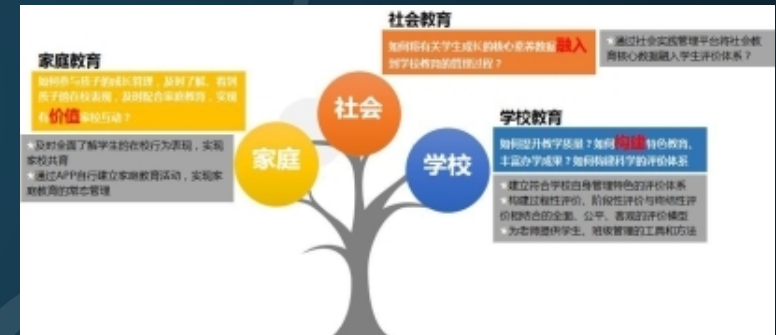 社会教育
如何将有关学生成长的核心素养数据融入
到学校教育的管理过程？
★通过社会实践管理平台将社会教
育核心数据融入学生评价体系？
家庭教育
如何参与孩子的成长管理，及时了解、看到
孩子的在校表现，及时配合家庭教育，实现
有价值家校互动？
★及时全面了解学生的在校行为表现，实现
家校共育
★通过APP自行建立家庭教育活动，实现家
庭教育的常态管理
社会
家庭
学校
学校教育
如何提升教学质量？如何构建特色教育、
丰富办学成果？如何构建科学的评价体系
★建立符合学校自身管理特色的评价体系
★构建过程性评价、阶段性评价与终结性评
价相结合的全面、公平、客观的评价模型
★为老师提供学生、班级管理的工具和方法